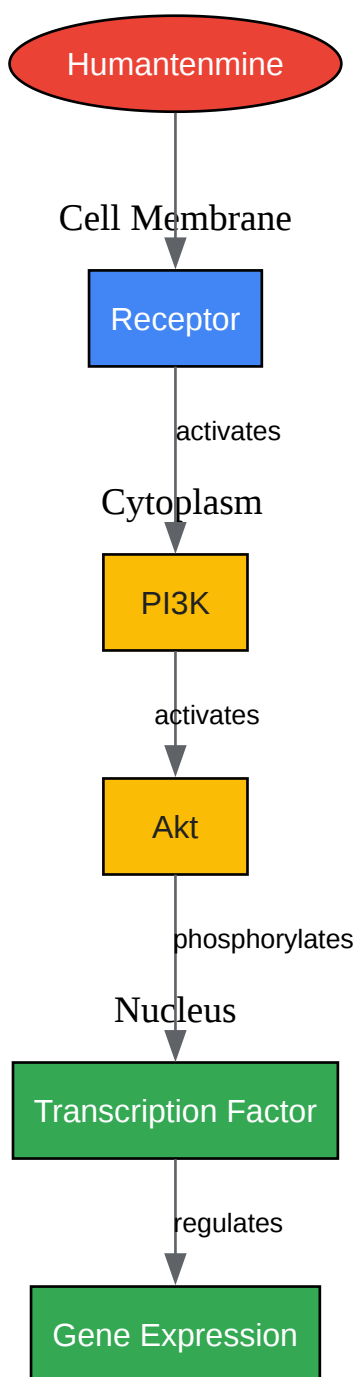 Humantenmine
Cell Membrane
Receptor
activates
Cytoplasm
PI3K
activates
Akt
phosphorylates
Nucleus
Transcription Factor
regulates
Gene Expression